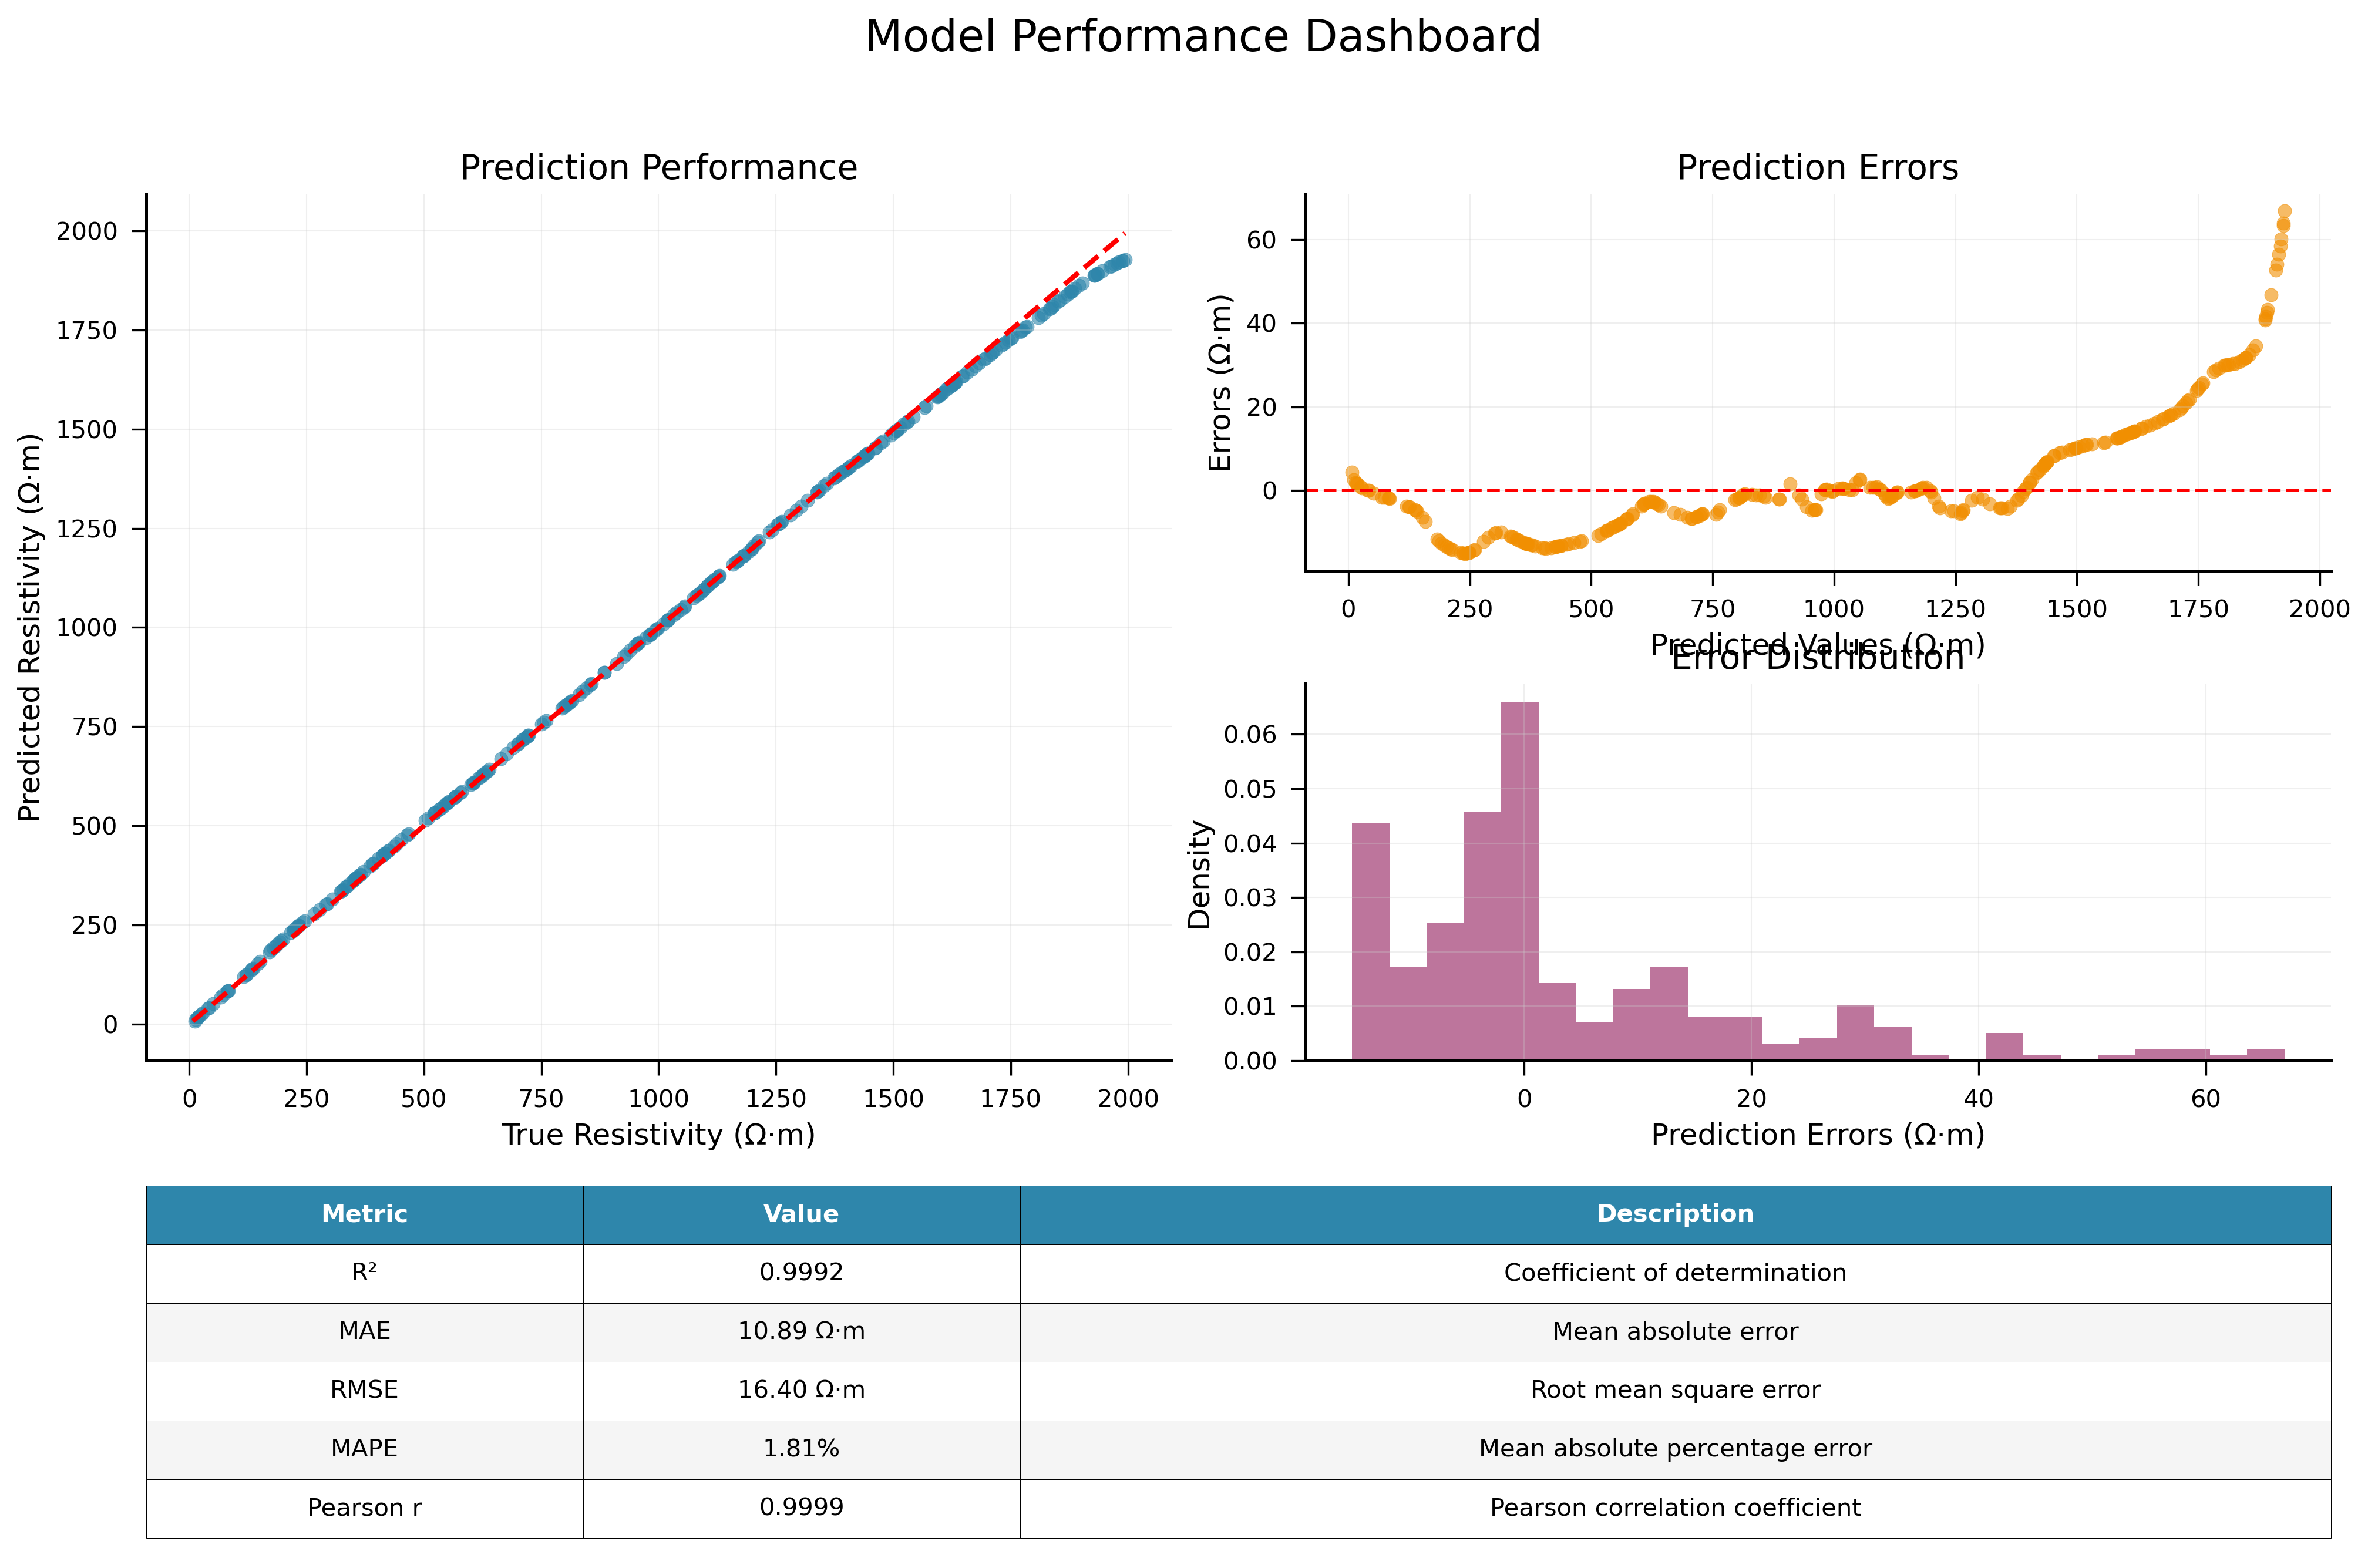 Model Performance Dashboard
Prediction Performance
Predicted Resistivity (Ω·m)
2000
1750
1500
1250
1000
750
500
250
0
0 250 500 750 1000 1250 1500 1750 2000
True Resistivity (Ω·m)
Prediction Errors
Errors (Ω·m)
60
40
20
0
0 250 500 750 1000 1250 1500 1750 2000
Predicted Values (Ω·m)
Error Distribution
Density
0.06
0.05
0.04
0.03
0.02
0.01
0.00
0 20 40 60
Prediction Errors (Ω·m)
Metric Value Description
R² 0.9992 Coefficient of determination
MAE 10.89 Ω·m Mean absolute error
RMSE 16.40 Ω·m Root mean square error
MAPE 1.81% Mean absolute percentage error
Pearson r 0.9999 Pearson correlation coefficient